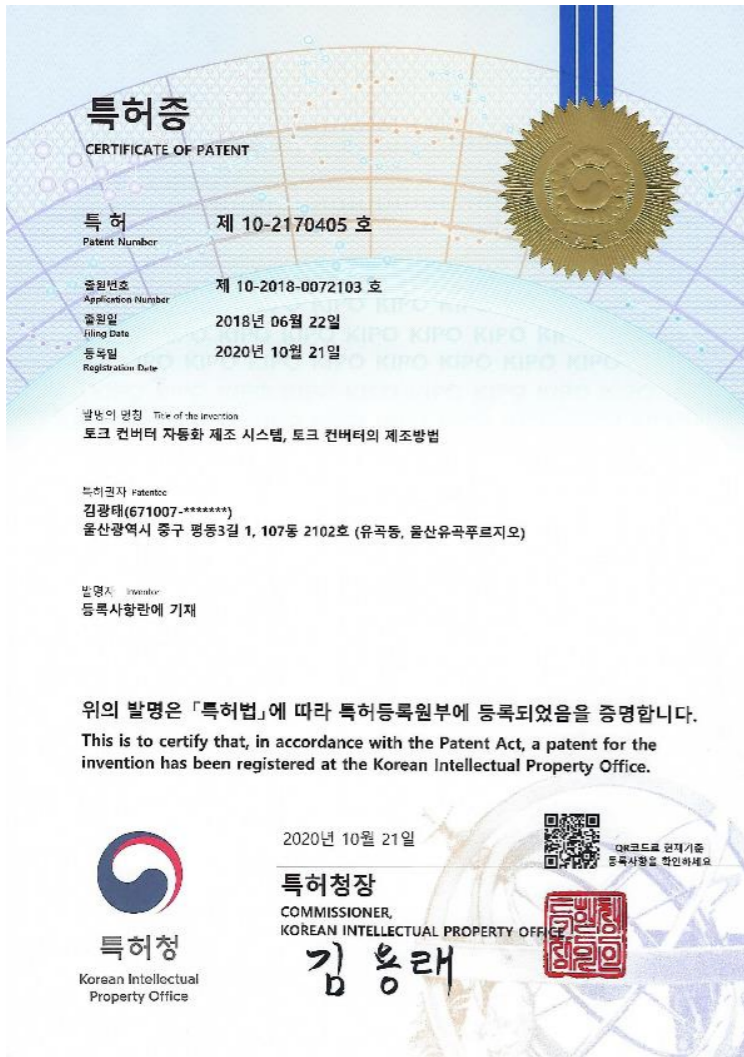 특허증
CERTIFICATE OF PATENT
특 허 제 10-2170405 호
Patent Number
출원번호 제 10-2018-0072103 호
Application Number
출원일 2018년 06월 22일
Filing Date
등록일 2020년 10월 21일
Registration Date
KIPO KIPO
KIPO KIPO KIPO
KIPO KIPO KIPO KIPO KIPO
발명의 명칭 Title of the Invention
토크 컨버터 자동화 제조 시스템, 토크 컨버터의 제조방법
특허권자 Patentee
김광태(671007-*******)
울산광역시 중구 평동3길 1, 107동 2102호 (유곡동, 울산유곡푸르지오)
발명자 Inventor
등록사항란에 기재
위의 발명은 「특허법」에 따라 특허등록원부에 등록되었음을 증명합니다.
This is to certify that, in accordance with the Patent Act, a patent for the
invention has been registered at the Korean Intellectual Property Office.
2020년 10월 21일
QR코드로 현재기준
등록사항을 확인하세요
특허청장
COMMISSIONER,
KOREAN INTELLECTUAL PROPERTY OFFICE
김용래
특허청
Korean Intellectual
Property Office